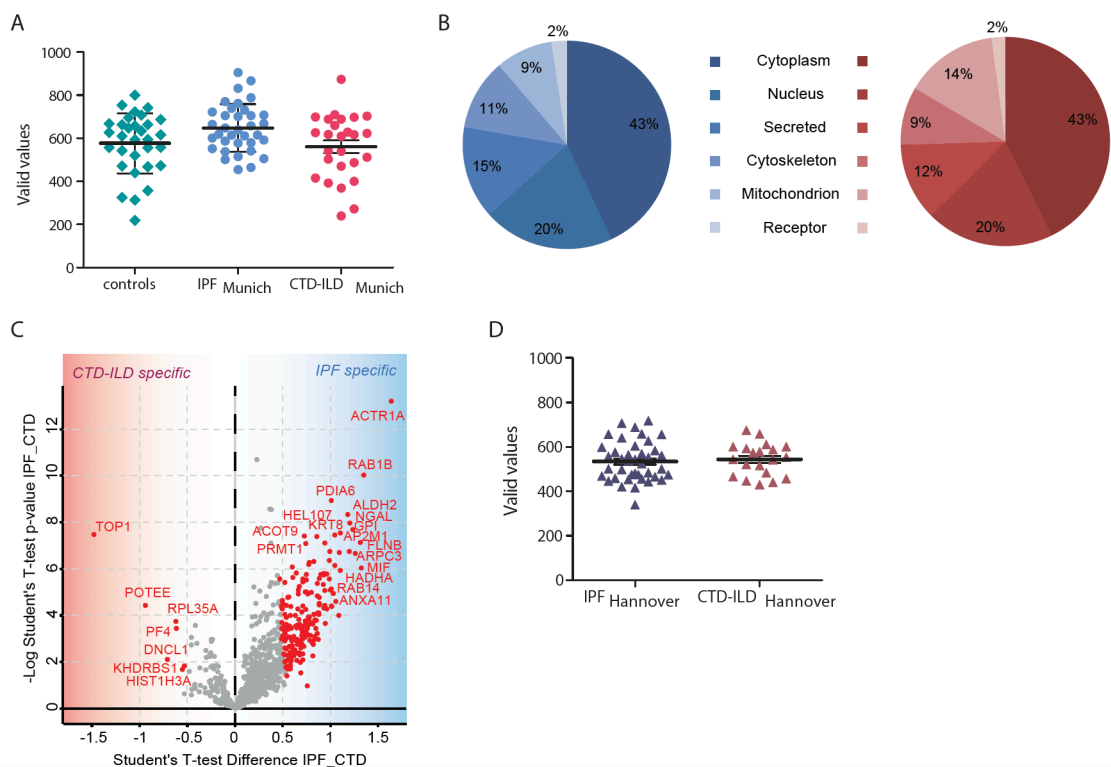 A
1000
800
600
400
200
0
Valid values
controls
IPF Munich
CTD-ILD Munich
B
2%
9%
11%
15%
20%
43%
Cytoplasm
Nucleus
Secreted
Cytoskeleton
Mitochondrion
Receptor
2%
14%
9%
12%
20%
43%
C
CTD-ILD specific
IPF specific
-Log Student's T-test p-value IPF_CTD
12
10
8
6
4
2
0
ACTR1A
RAB1B
PDIA6
ALDH2
HEL107
NGAL
TOP1
ACOT9
KRT8
GPI
AP2M1
PRMT1
FLNB
ARPC3
MIF
HADHA
RAB14
ANXA11
POTEE
RPL35A
PF4
DNCL1
KHDRBS1
HIST1H3A
-1.5
-1
-0.5
0
0.5
1
1.5
Student's T-test Difference IPF_CTD
D
1000
800
600
400
200
0
Valid values
IPF Hannover
CTD-ILD Hannover